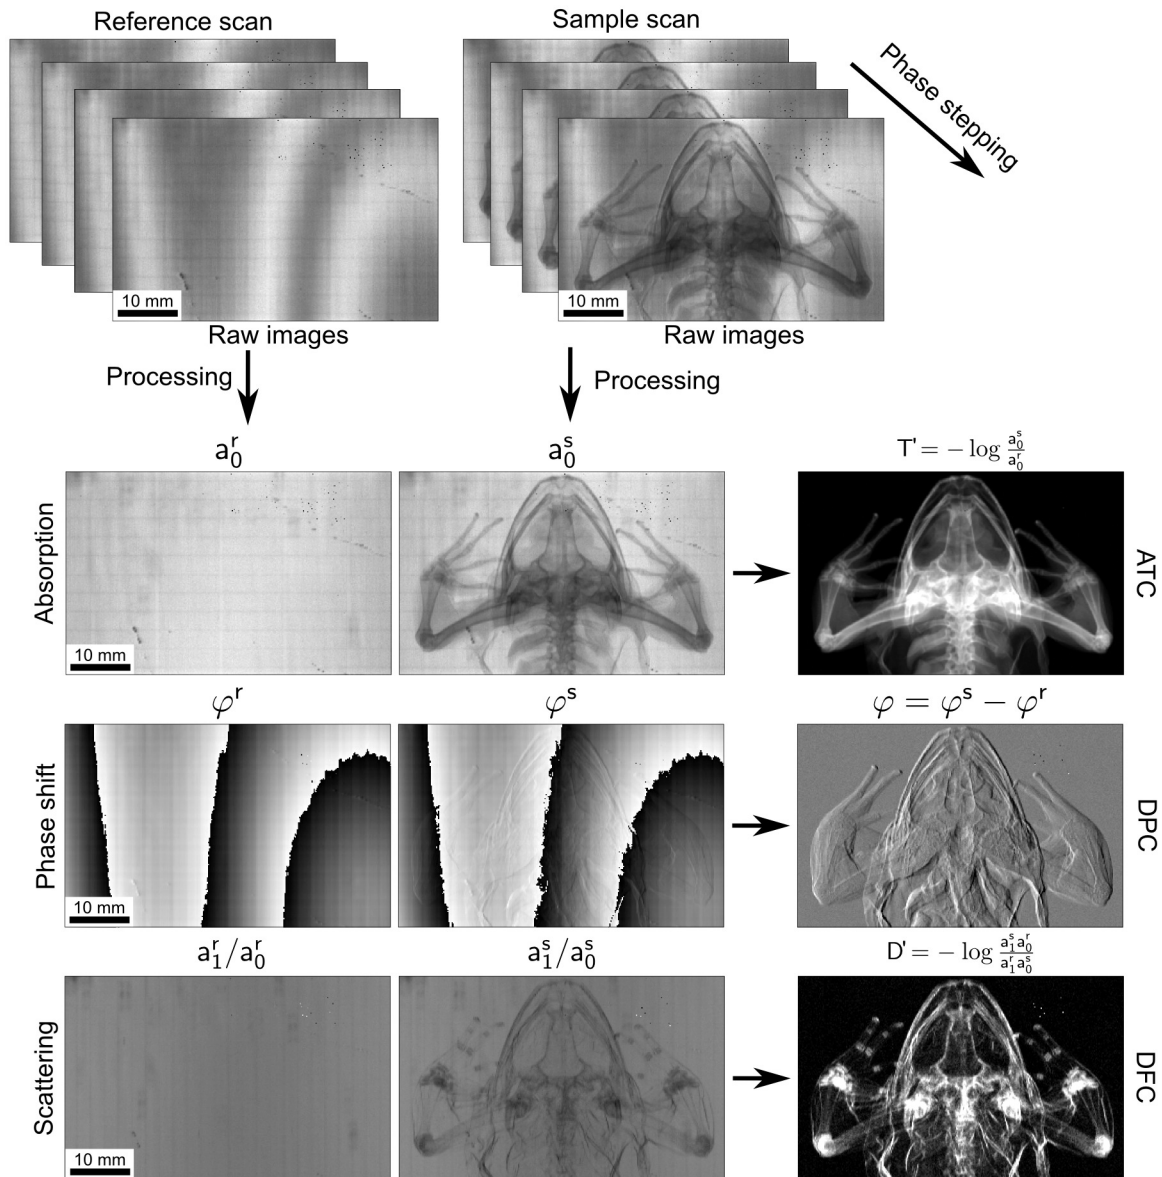 Reference scan
Sample scan
Phase stepping
10 mm
10 mm
Raw images
Raw images
Processing
Processing
a₀ʳ
a₀ˢ
T' = − log a₀ˢ/a₀ʳ
Absorption
10 mm
ATC
φʳ
φˢ
φ = φˢ − φʳ
Phase shift
10 mm
DPC
a₁ʳ/a₀ʳ
a₁ˢ/a₀ˢ
D' = − log a₁ˢa₀ʳ/a₁ʳa₀ˢ
Scattering
10 mm
DFC